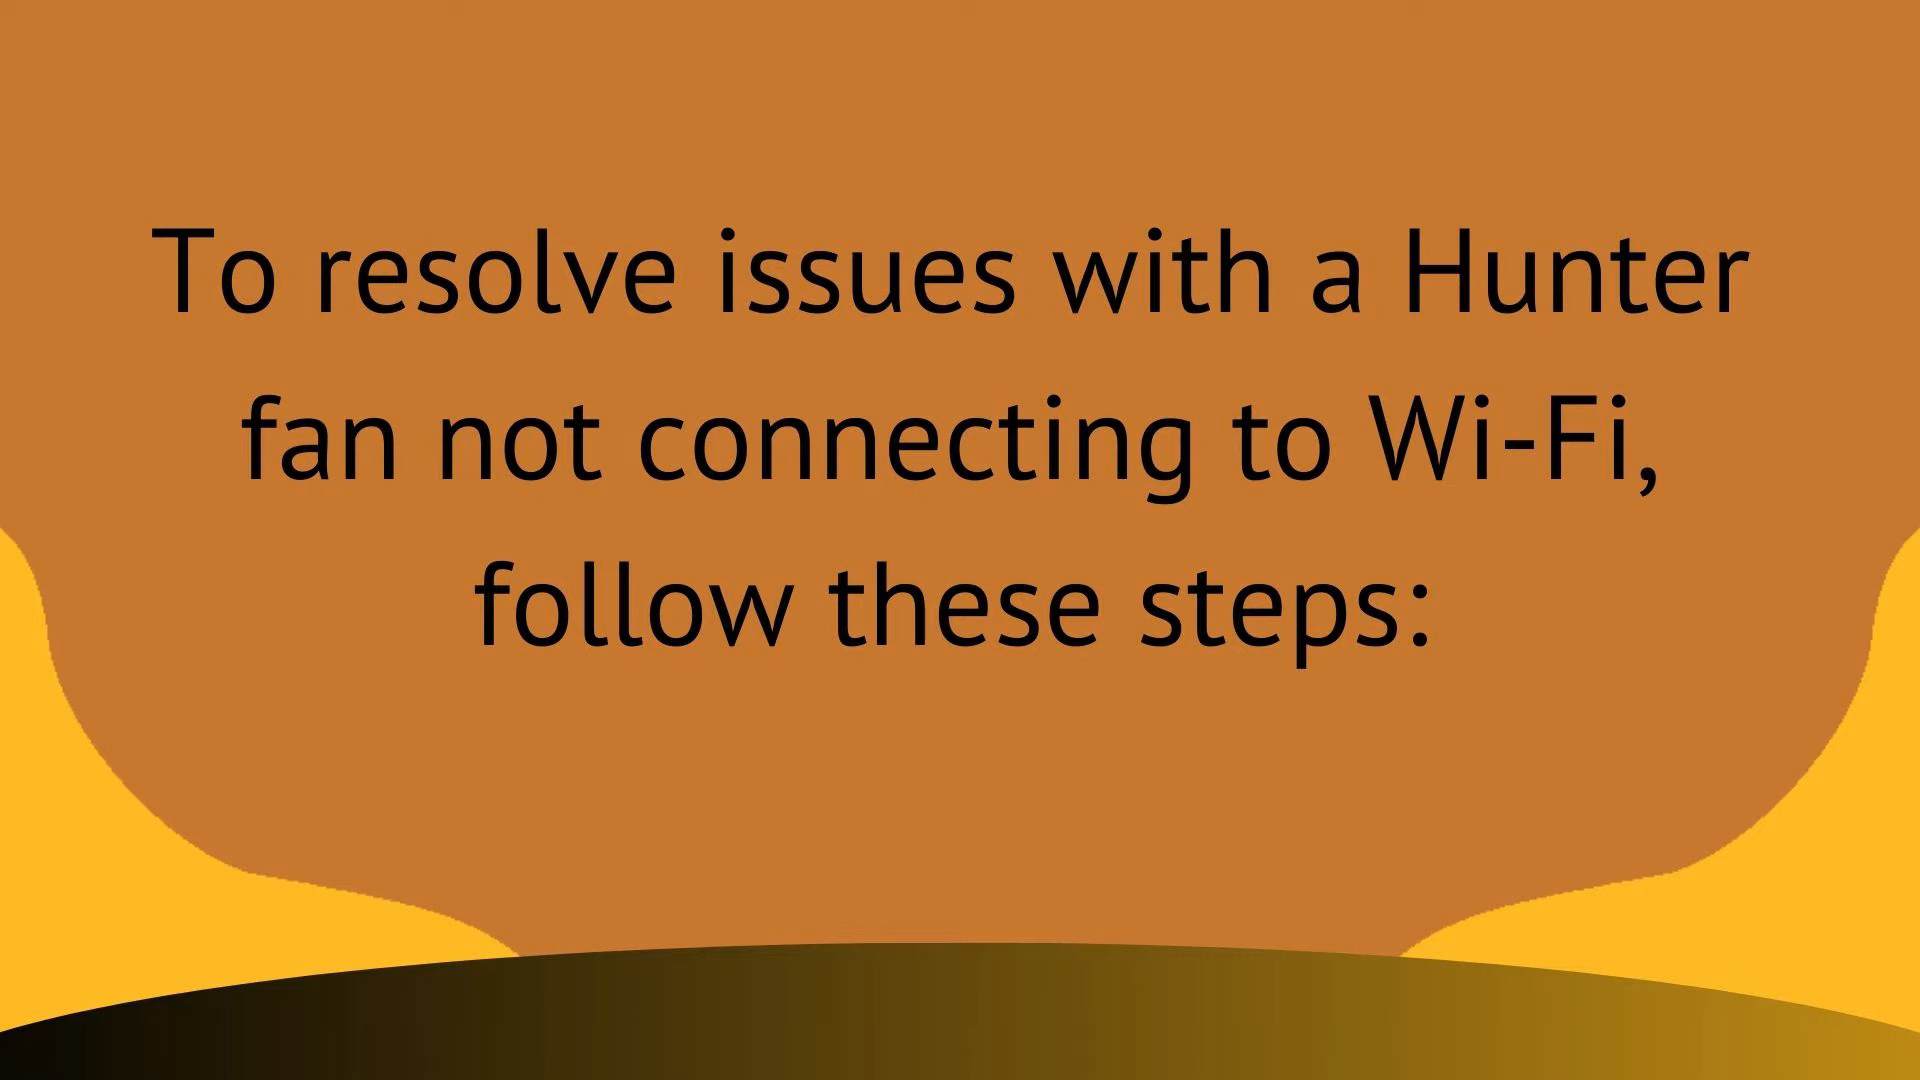 To resolve issues with a Hunter
fan not connecting to Wi-Fi,
follow these steps: